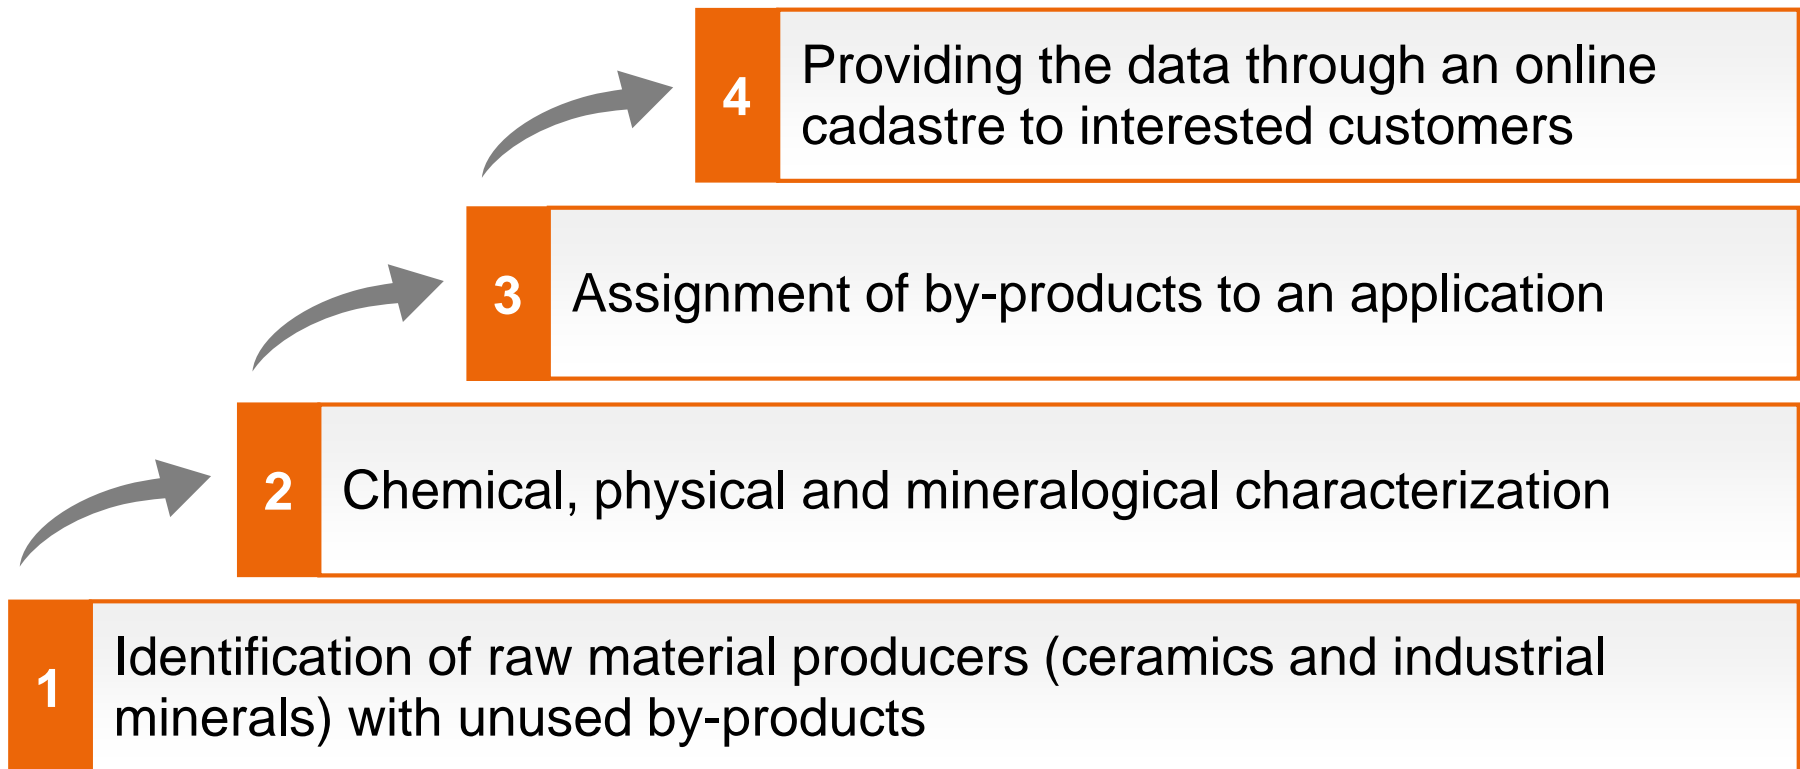 4
Providing the data through an online
cadastre to interested customers
3
Assignment of by-products to an application
2
Chemical, physical and mineralogical characterization
1
Identification of raw material producers (ceramics and industrial
minerals) with unused by-products